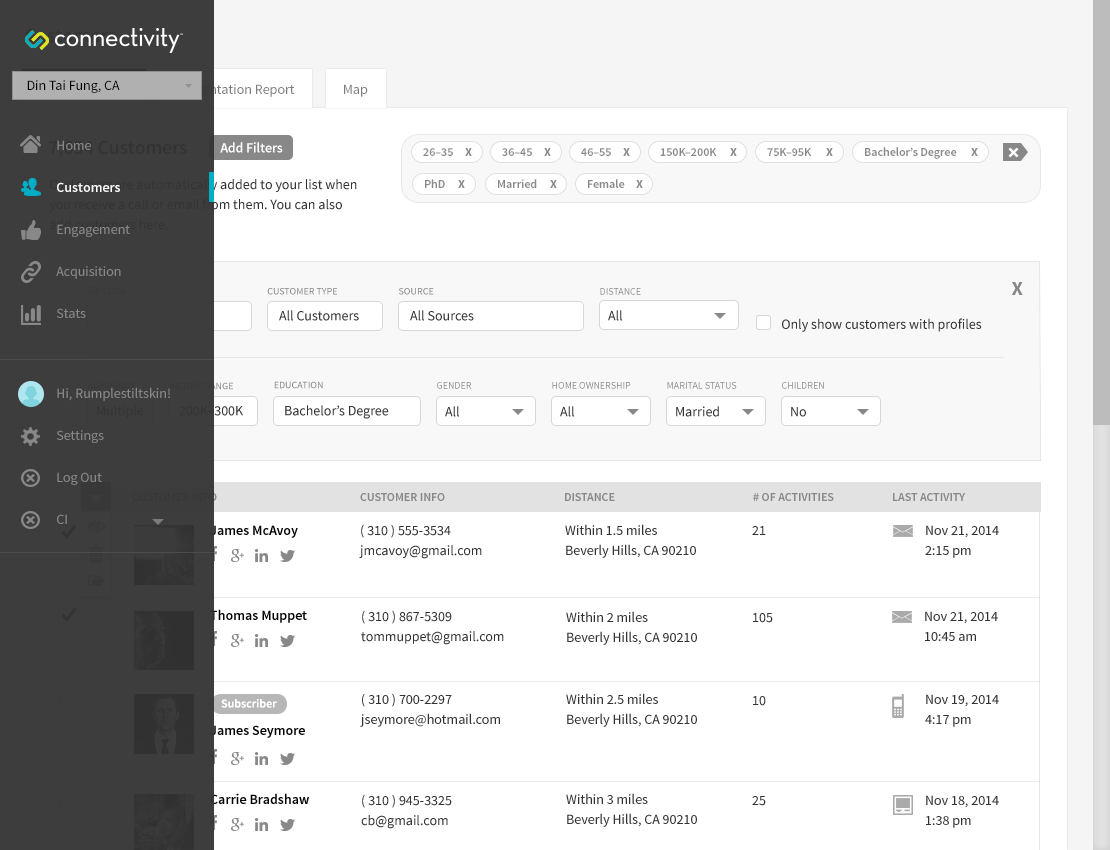 connectivity
Din Tai Fung, CA
Home
Customers
Engagement
Acquisition
Stats
Hi, Rumplestiltskin!
Settings
Log Out
CI
ntation Report
Map
Customers
Add Filters
automatically added to your list when
you receive a call or email from them. You can also
here.
26–35 X
36–45 X
46–55 X
150K–200K X
75K–95K X
Bachelor’s Degree X
PhD X
Married X
Female X
X
CUSTOMER TYPE
SOURCE
DISTANCE
All Customers
All Sources
All
Only show customers with profiles
X
NGE
EDUCATION
GENDER
HOME OWNERSHIP
MARITAL STATUS
CHILDREN
Multiple
200K–300K
Bachelor’s Degree
All
All
Married
No
CUSTOMER INFO
CUSTOMER INFO
DISTANCE
# OF ACTIVITIES
LAST ACTIVITY
James McAvoy
( 310 ) 555-3534
jmcavoy@gmail.com
Within 1.5 miles
Beverly Hills, CA 90210
21
Nov 21, 2014
2:15 pm
Thomas Muppet
( 310 ) 867-5309
tommuppet@gmail.com
Within 2 miles
Beverly Hills, CA 90210
105
Nov 21, 2014
10:45 am
Subscriber
James Seymore
( 310 ) 700-2297
jseymore@hotmail.com
Within 2.5 miles
Beverly Hills, CA 90210
10
Nov 19, 2014
4:17 pm
Carrie Bradshaw
( 310 ) 945-3325
cb@gmail.com
Within 3 miles
Beverly Hills, CA 90210
25
Nov 18, 2014
1:38 pm